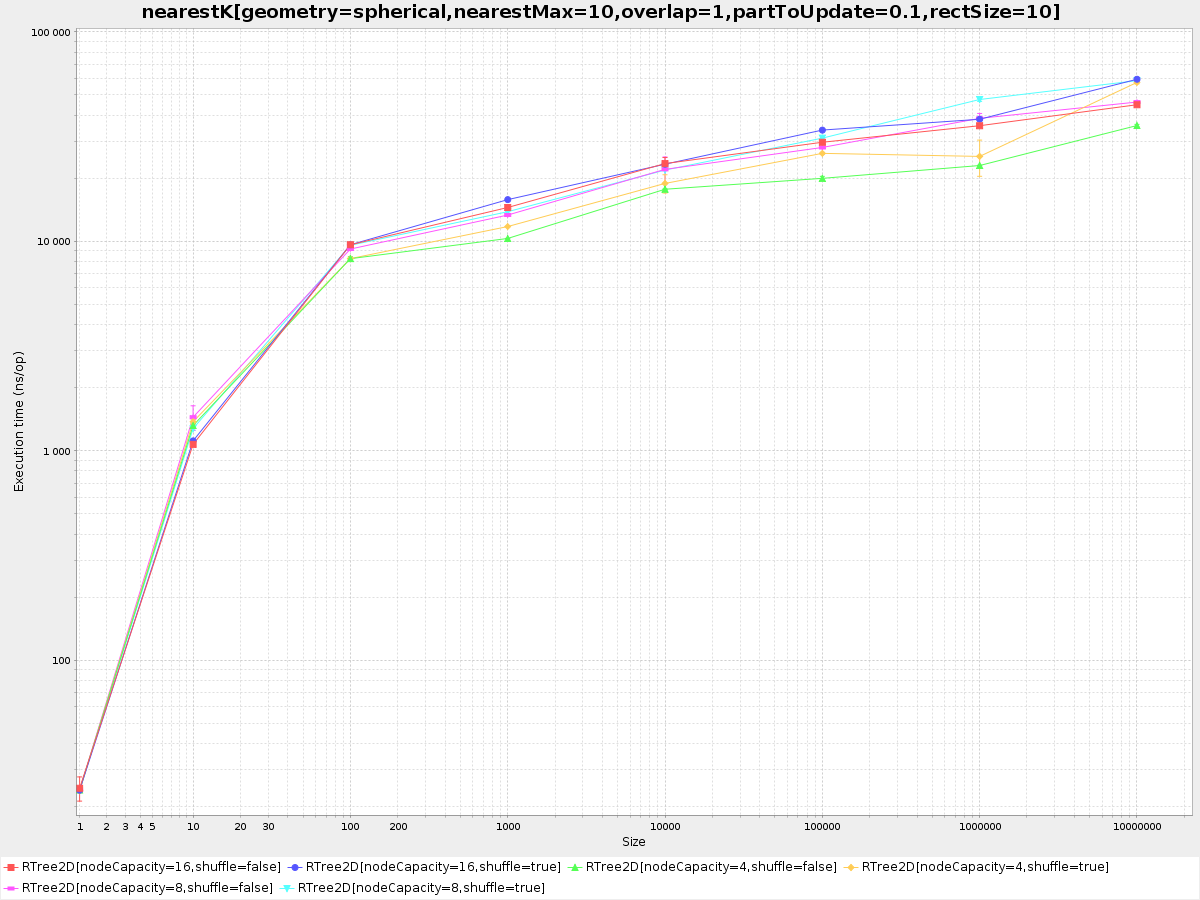 nearestK[geometry=spherical,nearestMax=10,overlap=1,partToUpdate=0.1,rectSize=10]
100 000
10 000
1 000
100
Execution time (ns/op)
1 2 3 4 5 10 20 30 100 200 1000 10000 100000 1000000 10000000
Size
RTree2D[nodeCapacity=16,shuffle=false] RTree2D[nodeCapacity=16,shuffle=true] RTree2D[nodeCapacity=4,shuffle=false] RTree2D[nodeCapacity=4,shuffle=true]
RTree2D[nodeCapacity=8,shuffle=false] RTree2D[nodeCapacity=8,shuffle=true]